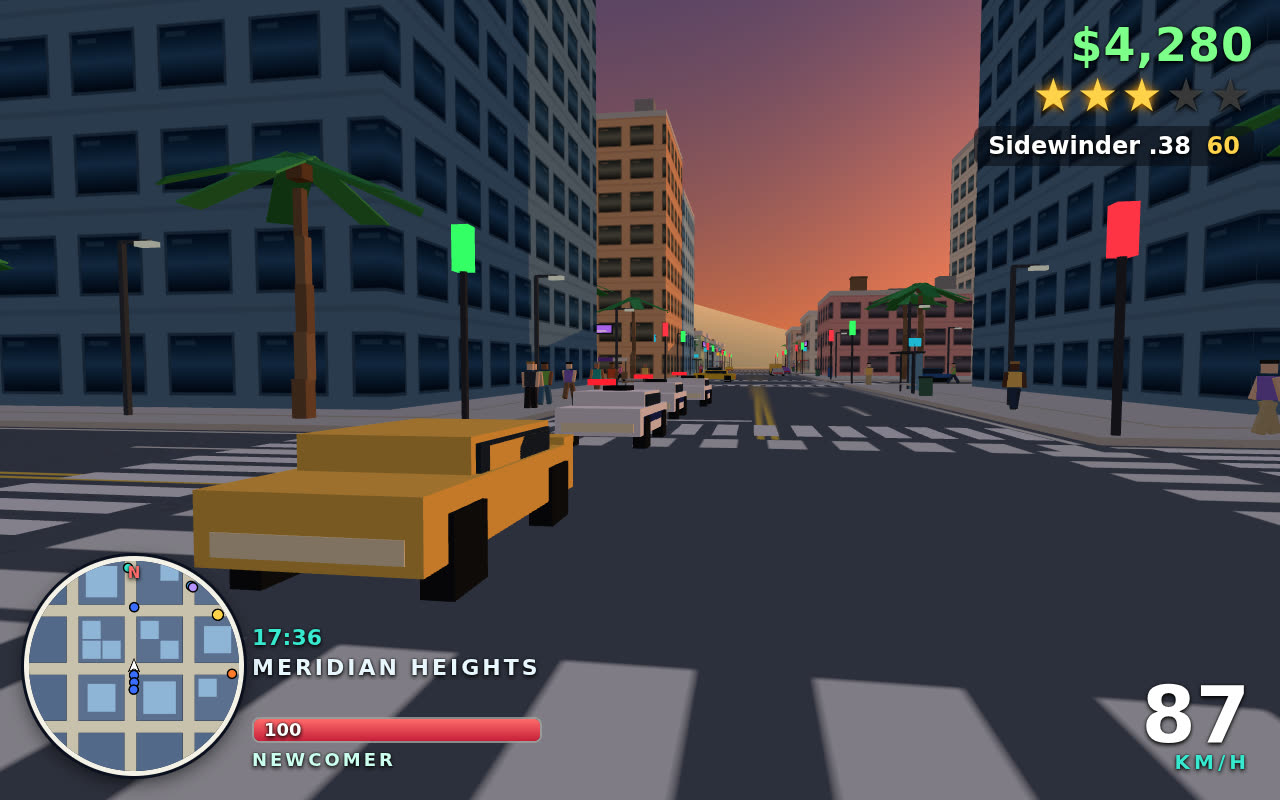 $4,280
Sidewinder .38 60
N
17:36
MERIDIAN HEIGHTS
100
NEWCOMER
87
KM/H